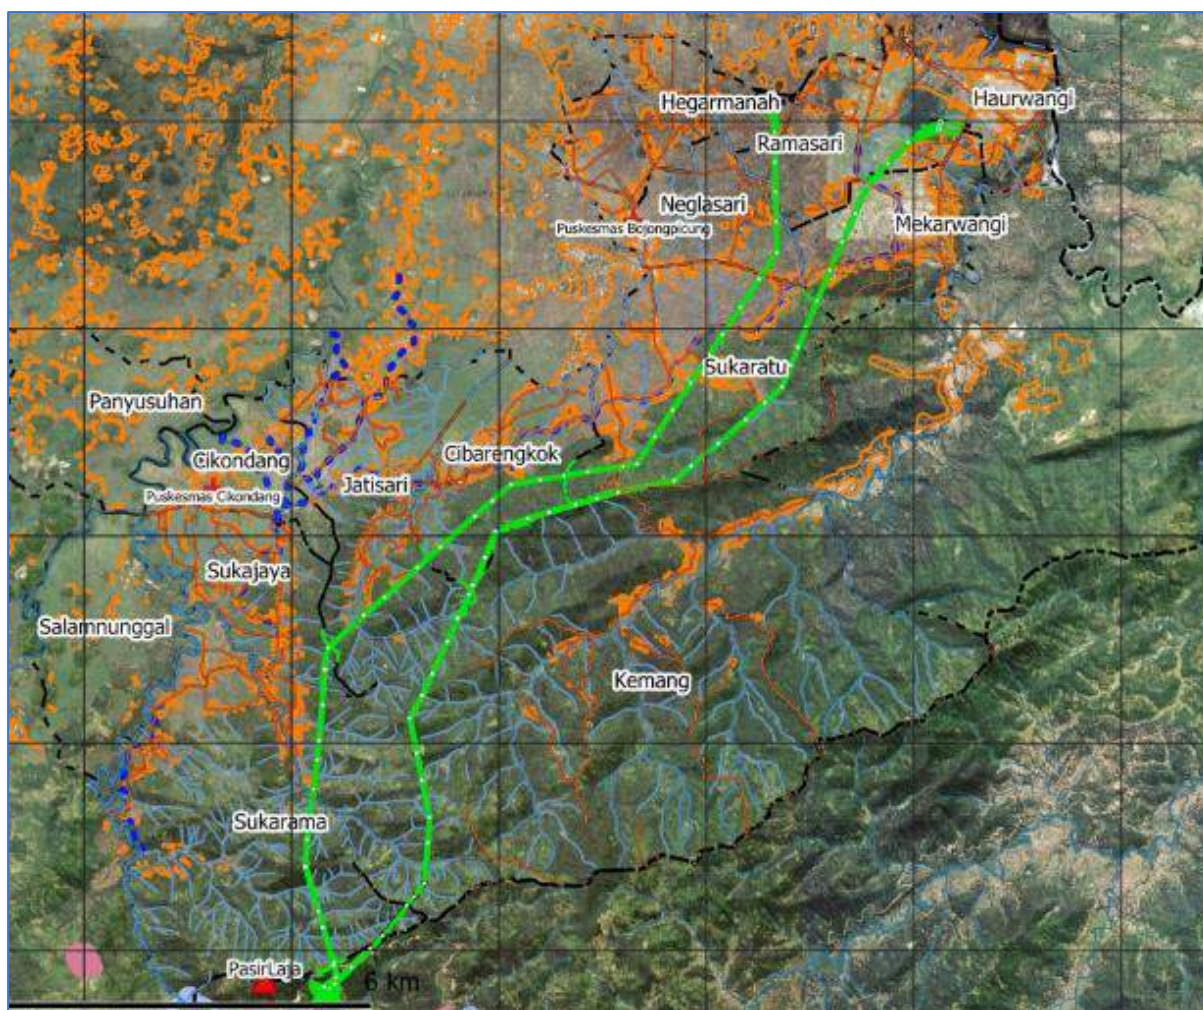 Hegarmanah
Haurwangi
Ramasari
Neglasari
Puskesmas Bojongpicung
Mekarwangi
Sukaratu
Panyusuhan
Cibarengkok
Cikondang
Jatisari
Puskesmas Cikondang
Sukajaya
Salamnunggal
Kemang
Sukarama
PasirLaja
6 km